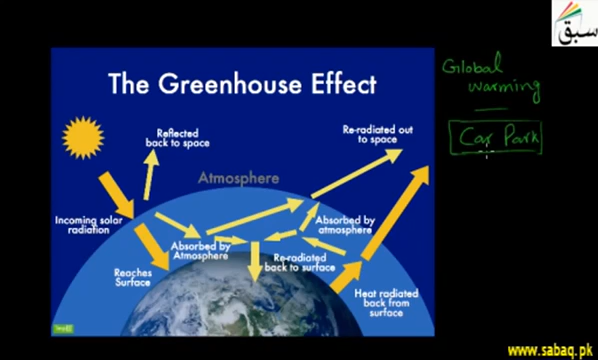 سبق
The Greenhouse Effect
Global
warming
Car Park
Reflected
back to space
Re-radiated out
to space
Atmosphere
Incoming solar
radiation
Absorbed by
Atmosphere
Absorbed by
atmosphere
Re-radiated
back to surface
Reaches
Surface
Heat radiated
back from
surface
www.sabaq.pk